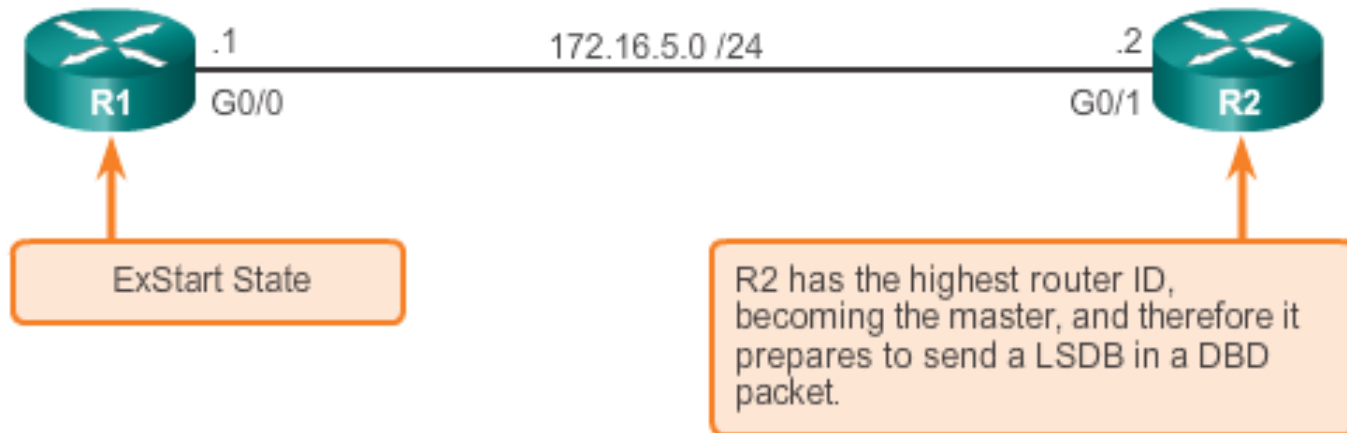 .1
172.16.5.0 /24
.2
R1
G0/0
G0/1
R2
ExStart State
R2 has the highest router ID,
becoming the master, and therefore it
prepares to send a LSDB in a DBD
packet.